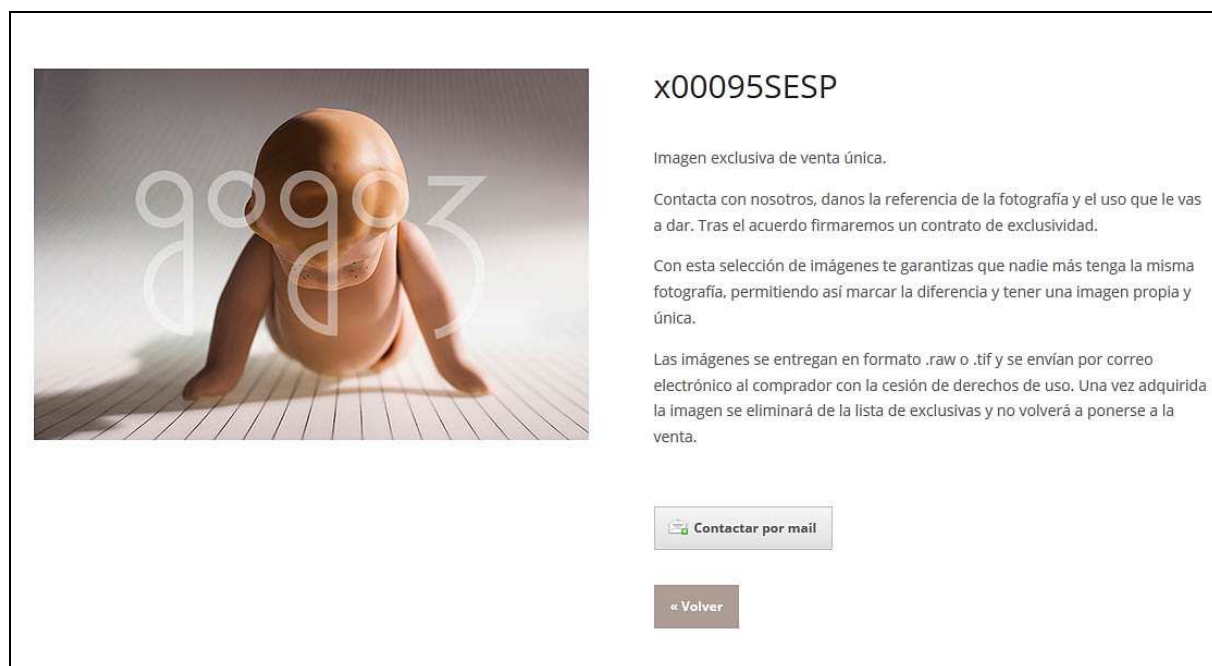 x00095SESP
Imagen exclusiva de venta única.
Contacta con nosotros, danos la referencia de la fotografía y el uso que le vas
a dar. Tras el acuerdo firmaremos un contrato de exclusividad.
Con esta selección de imágenes te garantizas que nadie más tenga la misma
fotografía, permitiendo así marcar la diferencia y tener una imagen propia y
única.
Las imágenes se entregan en formato .raw o .tif y se envían por correo
electrónico al comprador con la cesión de derechos de uso. Una vez adquirida
la imagen se eliminará de la lista de exclusivas y no volverá a ponerse a la
venta.
Contactar por mail
« Volver